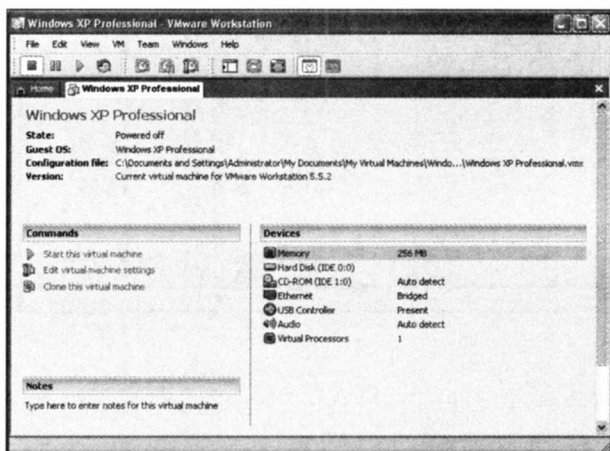 Windows XP Professional - VMware Workstation
File Edit View VM Team Windows Help
Home Windows XP Professional
Windows XP Professional
State: Powered off
Guest OS: Windows XP Professional
Configuration file: C:\Documents and Settings\Administrator\My Documents\My Virtual Machines\Windo...\Windows XP Professional.vmx
Version: Current virtual machine for VMware Workstation 5.5.2
Commands
Start this virtual machine
Edit virtual machine settings
Clone this virtual machine
Devices
Memory 256 MB
Hard Disk (IDE 0:0)
CD-ROM (IDE 1:0) Auto detect
Ethernet Bridged
USB Controller Present
Audio Auto detect
Virtual Processors 1
Notes
Type here to enter notes for this virtual machine